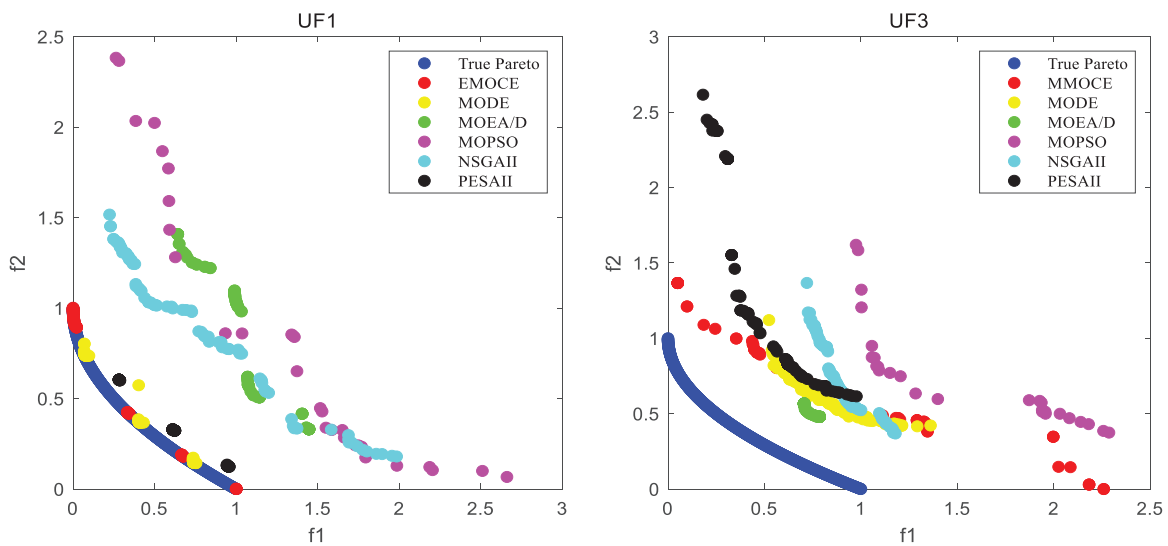 UF1
2.5
2
1.5
1
0.5
0
0
0.5
1
1.5
2
2.5
3
f2
f1
True Pareto
EMOCE
MODE
MOEA/D
MOPSO
NSGAII
PESAII
UF3
3
2.5
2
1.5
1
0.5
0
0
0.5
1
1.5
2
2.5
f2
f1
True Pareto
MMOCE
MODE
MOEA/D
MOPSO
NSGAII
PESAII